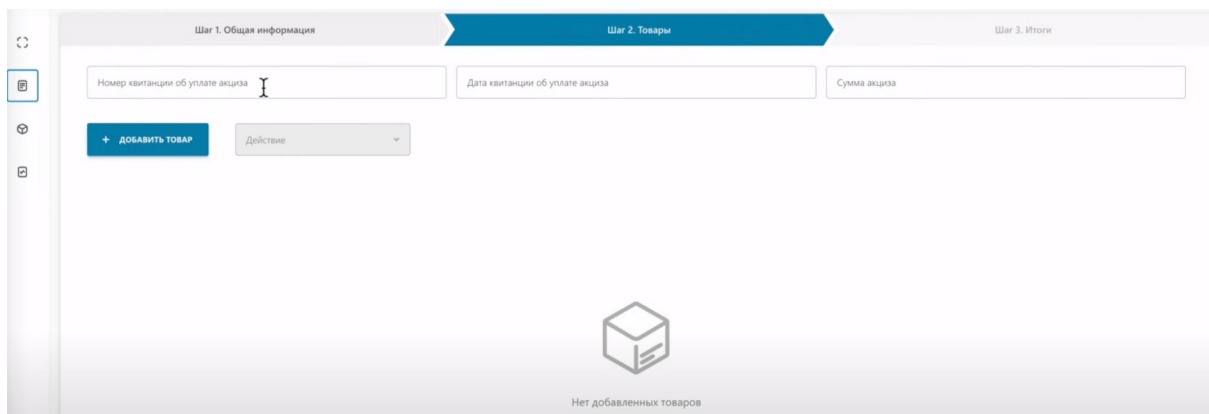 Шаг 1. Общая информация
Шаг 2. Товары
Шаг 3. Итоги
Номер квитанции об уплате акциза
Дата квитанции об уплате акциза
Сумма акциза
+ ДОБАВИТЬ ТОВАР
Действие
Нет добавленных товаров